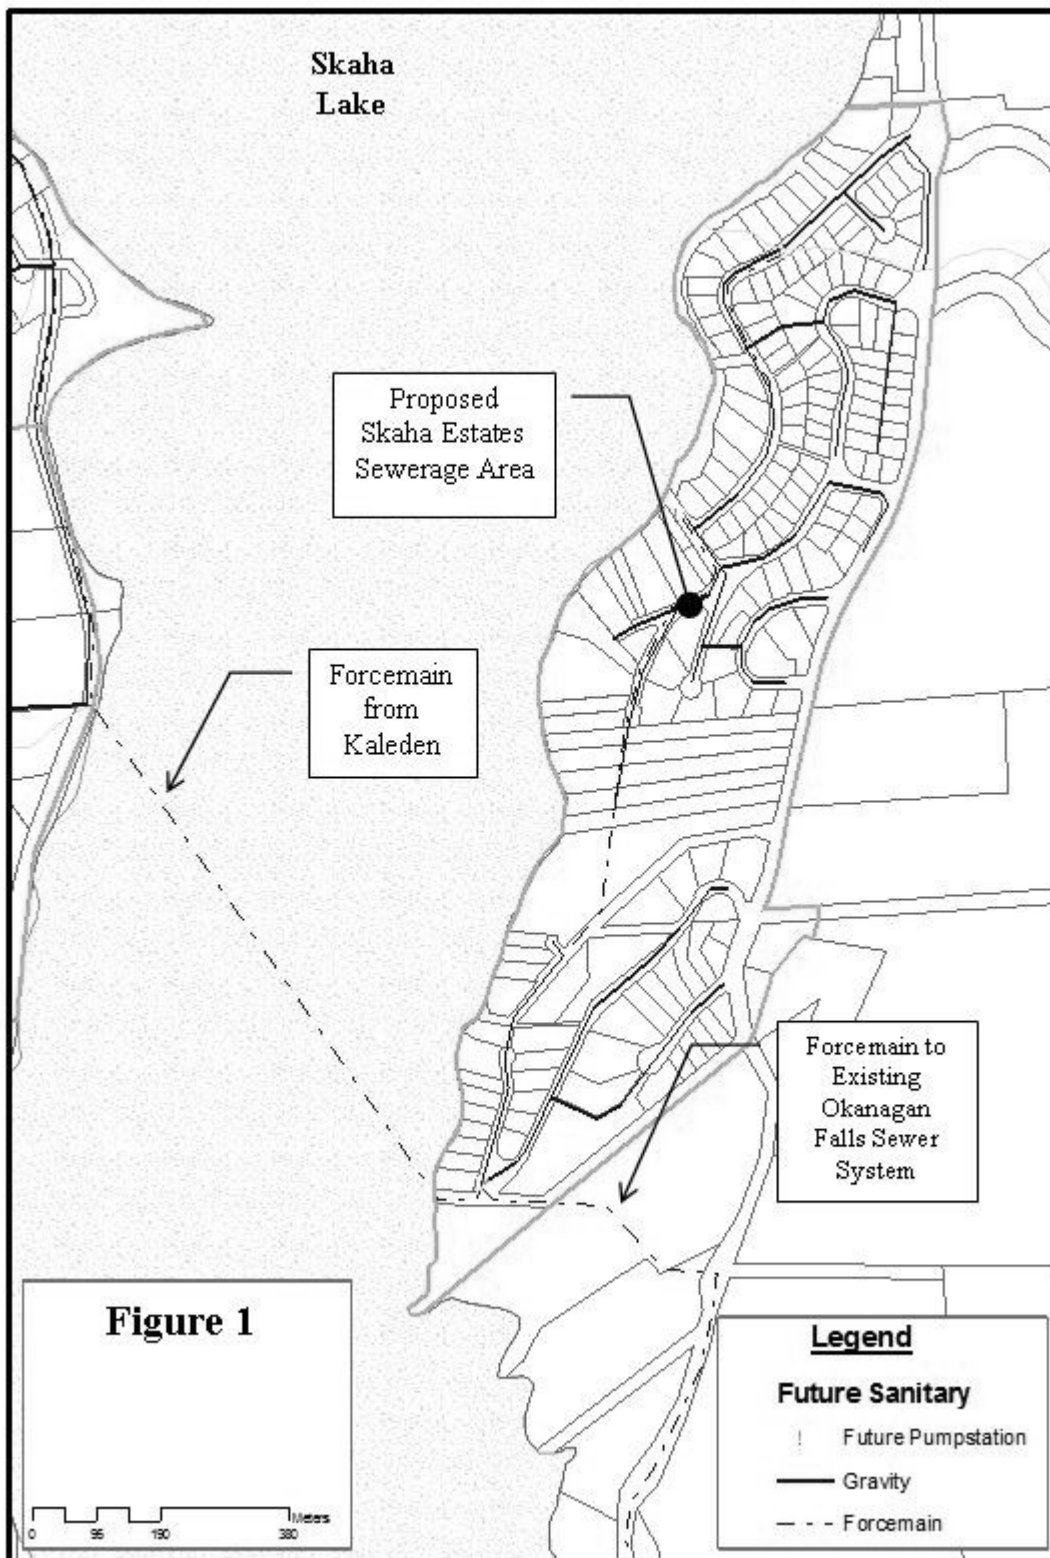 Skaha
Lake
Proposed
Skaha Estates
Sewerage Area
Forcemain
from
Kaleden
Forcemain to
Existing
Okanagan
Falls Sewer
System
Figure 1
Meters
0 95 190 380
Legend
Future Sanitary
! Future Pumpstation
Gravity
Forcemain